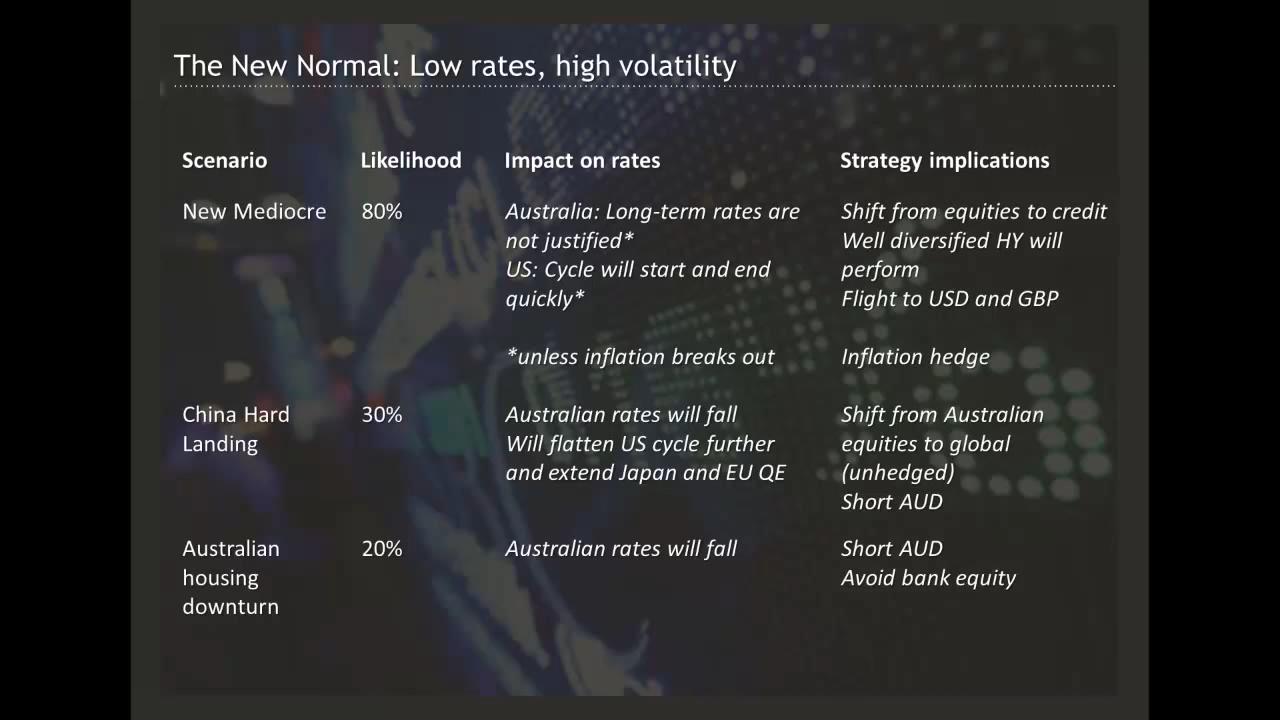 The New Normal: Low rates, high volatility
Scenario Likelihood Impact on rates Strategy implications
New Mediocre 80% Australia: Long-term rates are Shift from equities to credit
not justified* Well diversified HY will
US: Cycle will start and end perform
quickly* Flight to USD and GBP
*unless inflation breaks out Inflation hedge
China Hard 30% Australian rates will fall Shift from Australian
Landing Will flatten US cycle further equities to global
and extend Japan and EU QE (unhedged)
Short AUD
Australian 20% Australian rates will fall Short AUD
housing Avoid bank equity
downturn